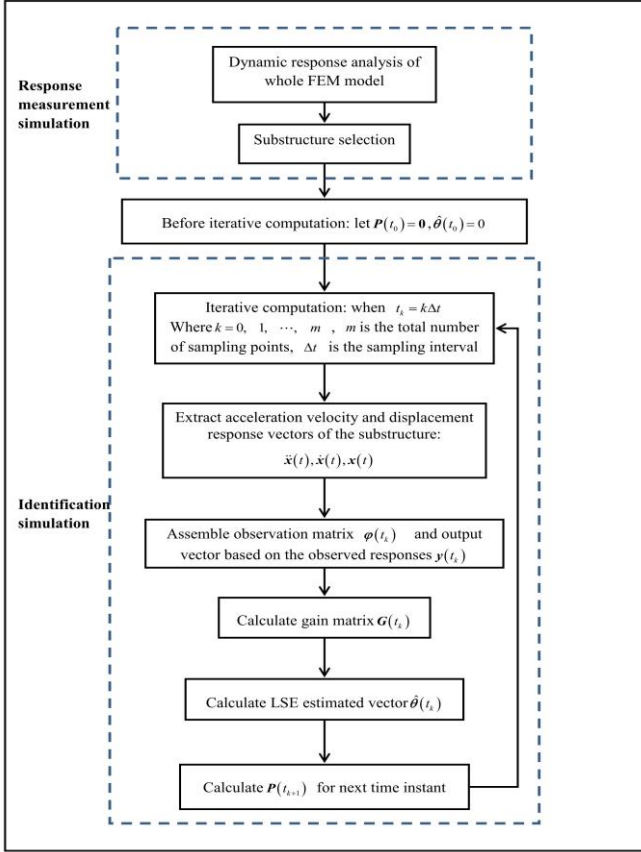 Response
measurement
simulation
Dynamic response analysis of
whole FEM model
Substructure selection
Before iterative computation: let P(t₀)=0, θ̂(t₀)=0
Iterative computation: when tₖ=kΔt
Where k=0, 1, ⋯, m , m is the total number
of sampling points, Δt is the sampling interval
Extract acceleration velocity and displacement
response vectors of the substructure:
ẍ(t),ẋ(t),x(t)
Identification
simulation
Assemble observation matrix φ(tₖ) and output
vector based on the observed responses y(tₖ)
Calculate gain matrix G(tₖ)
Calculate LSE estimated vector θ̂(tₖ)
Calculate P(tₖ₊₁) for next time instant